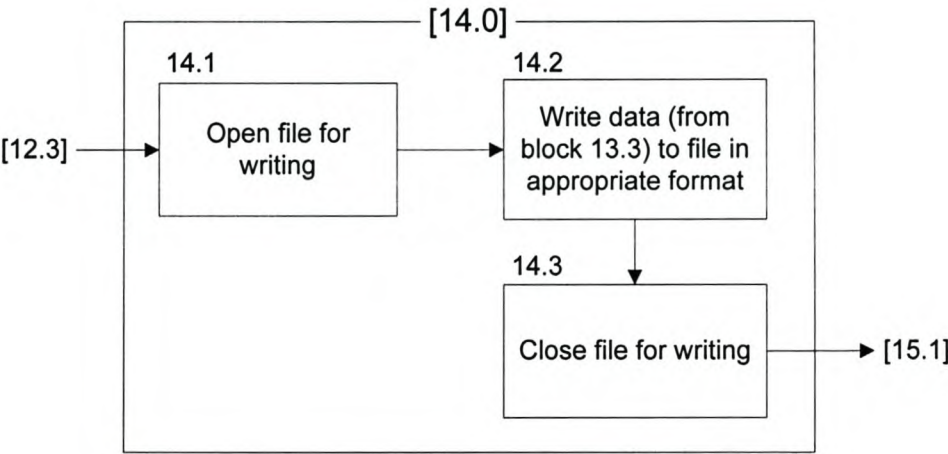 [14.0]
14.1
14.2
[12.3]
Open file for
writing
Write data (from
block 13.3) to file in
appropriate format
14.3
Close file for writing
[15.1]